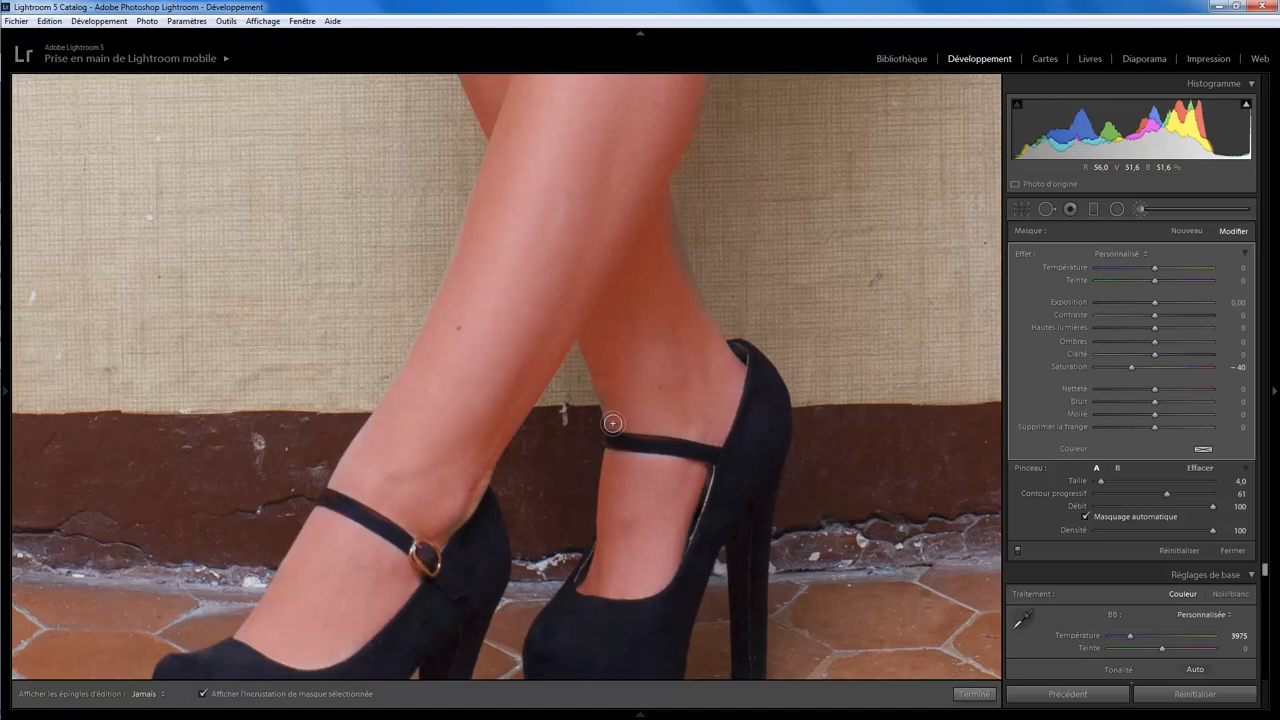 Lightroom 5 Catalog - Adobe Photoshop Lightroom - Développement
Fichier Edition Développement Photo Paramètres Outils Affichage Fenêtre Aide
Lr
Adobe Lightroom 5
Prise en main de Lightroom mobile
Bibliothèque Développement Cartes Livres Diaporama Impression Web
Histogramme
R 56,0 V 51,6 B 51,6 %
Photo d'origine
Masque : Nouveau Modifier
Effet : Personnalisé
Température 0
Teinte 0
Exposition 0,00
Contraste 0
Hautes lumières 0
Ombres 0
Clarté 0
Saturation – 40
Netteté 0
Bruit 0
Moiré 0
Supprimer la frange 0
Couleur
Pinceau : A B Effacer
Taille 4,0
Contour progressif 61
Débit 100
Masquage automatique
Densité 100
Réinitialiser Fermer
Réglages de base
Traitement : Couleur Noir/blanc
BB : Personnalisée
Température 3975
Teinte 0
Tonalité Auto
Afficher les épingles d'édition : Jamais Afficher l'incrustation de masque sélectionnée Terminé
Précédent Réinitialiser